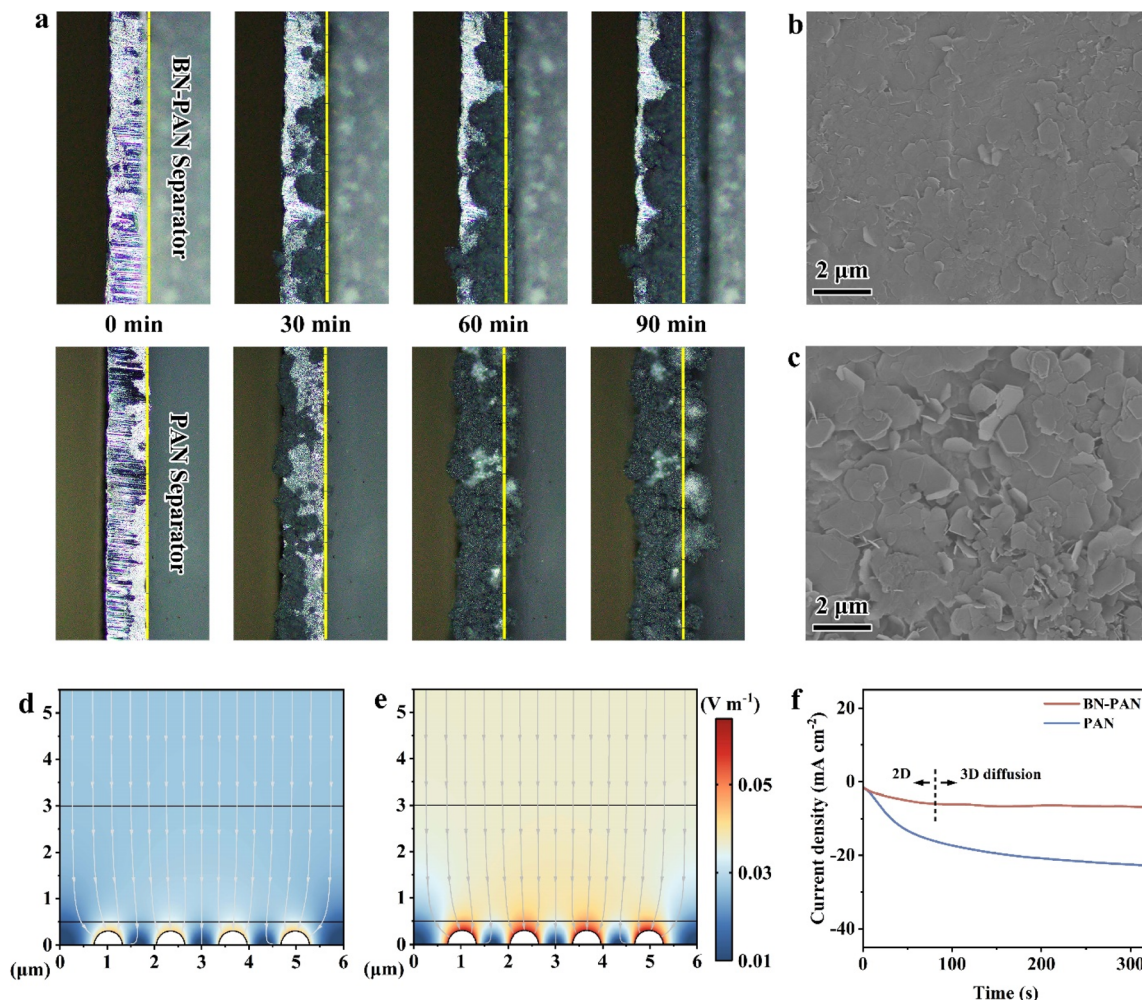 a
BN-PAN Separator
0 min
30 min
60 min
90 min
PAN Separator
b
2 µm
c
2 µm
d
5
4
3
2
1
0
(µm)
0
1
2
3
4
5
6
e
5
4
3
2
1
0
(µm)
0
1
2
3
4
5
6
(V m⁻¹)
0.05
0.03
0.01
f
BN-PAN
PAN
2D
3D diffusion
Current density (mA cm⁻²)
20
0
-20
-40
0
100
200
300
Time (s)